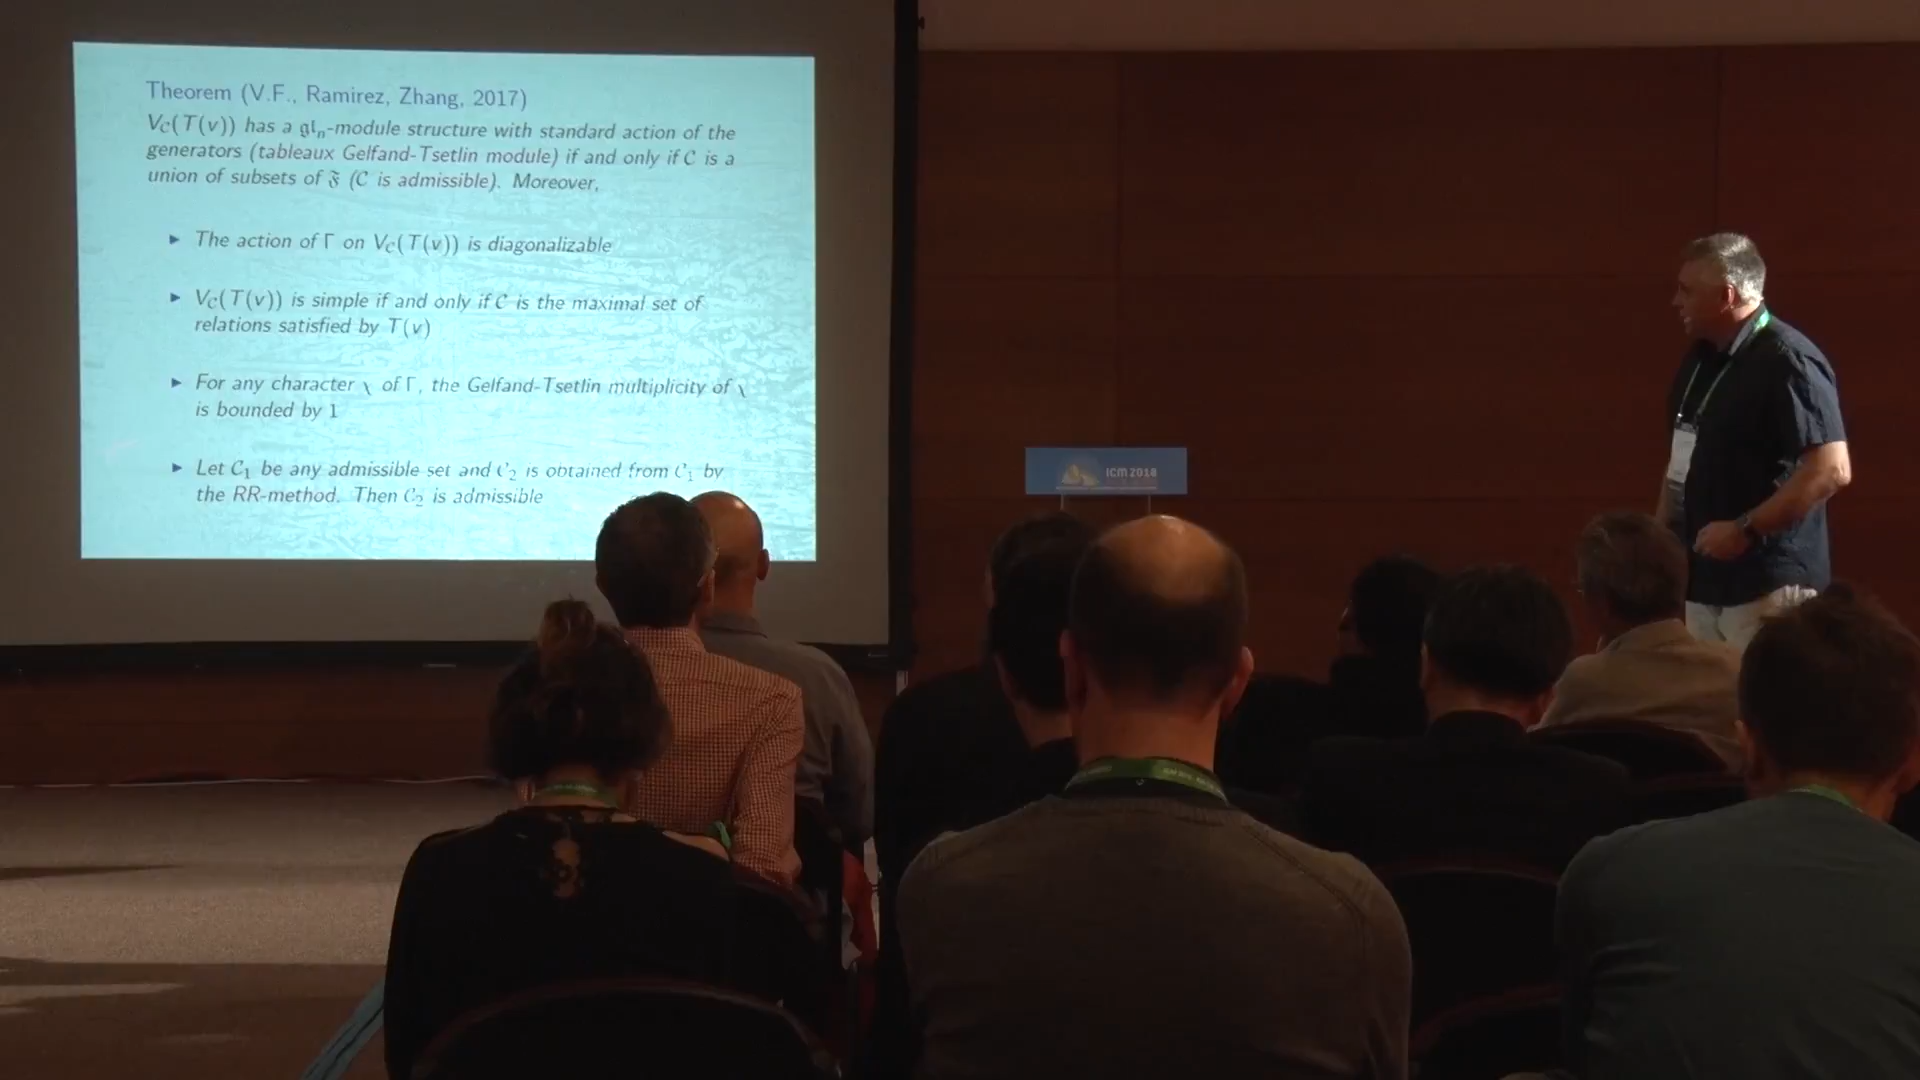 Theorem (V.F., Ramirez, Zhang, 2017)
V_C(T(v)) has a 𝔤𝔩_n-module structure with standard action of the
generators (tableaux Gelfand-Tsetlin module) if and only if C is a
union of subsets of 𝔉 (C is admissible). Moreover,
▶ The action of Γ on V_C(T(v)) is diagonalizable
▶ V_C(T(v)) is simple if and only if C is the maximal set of
relations satisfied by T(v)
▶ For any character χ of Γ, the Gelfand-Tsetlin multiplicity of χ
is bounded by 1
▶ Let C_1 be any admissible set and C_2 is obtained from C_1 by
the RR-method. Then C_2 is admissible
ICM 2018